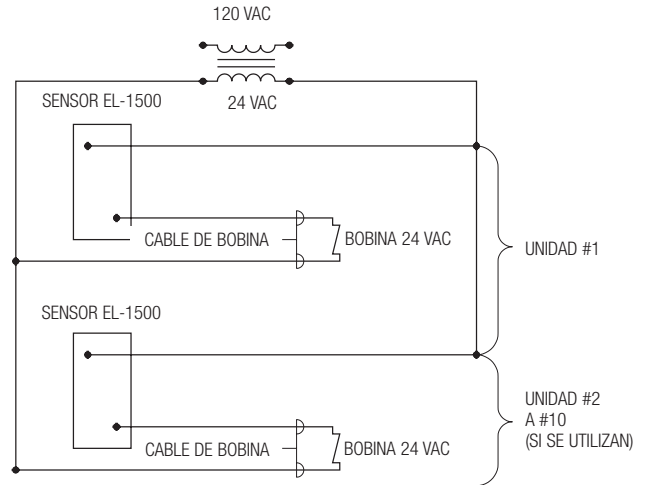 120 VAC
24 VAC
SENSOR EL-1500
CABLE DE BOBINA
BOBINA 24 VAC
UNIDAD #1
SENSOR EL-1500
CABLE DE BOBINA
BOBINA 24 VAC
UNIDAD #2
A #10
(SI SE UTILIZAN)